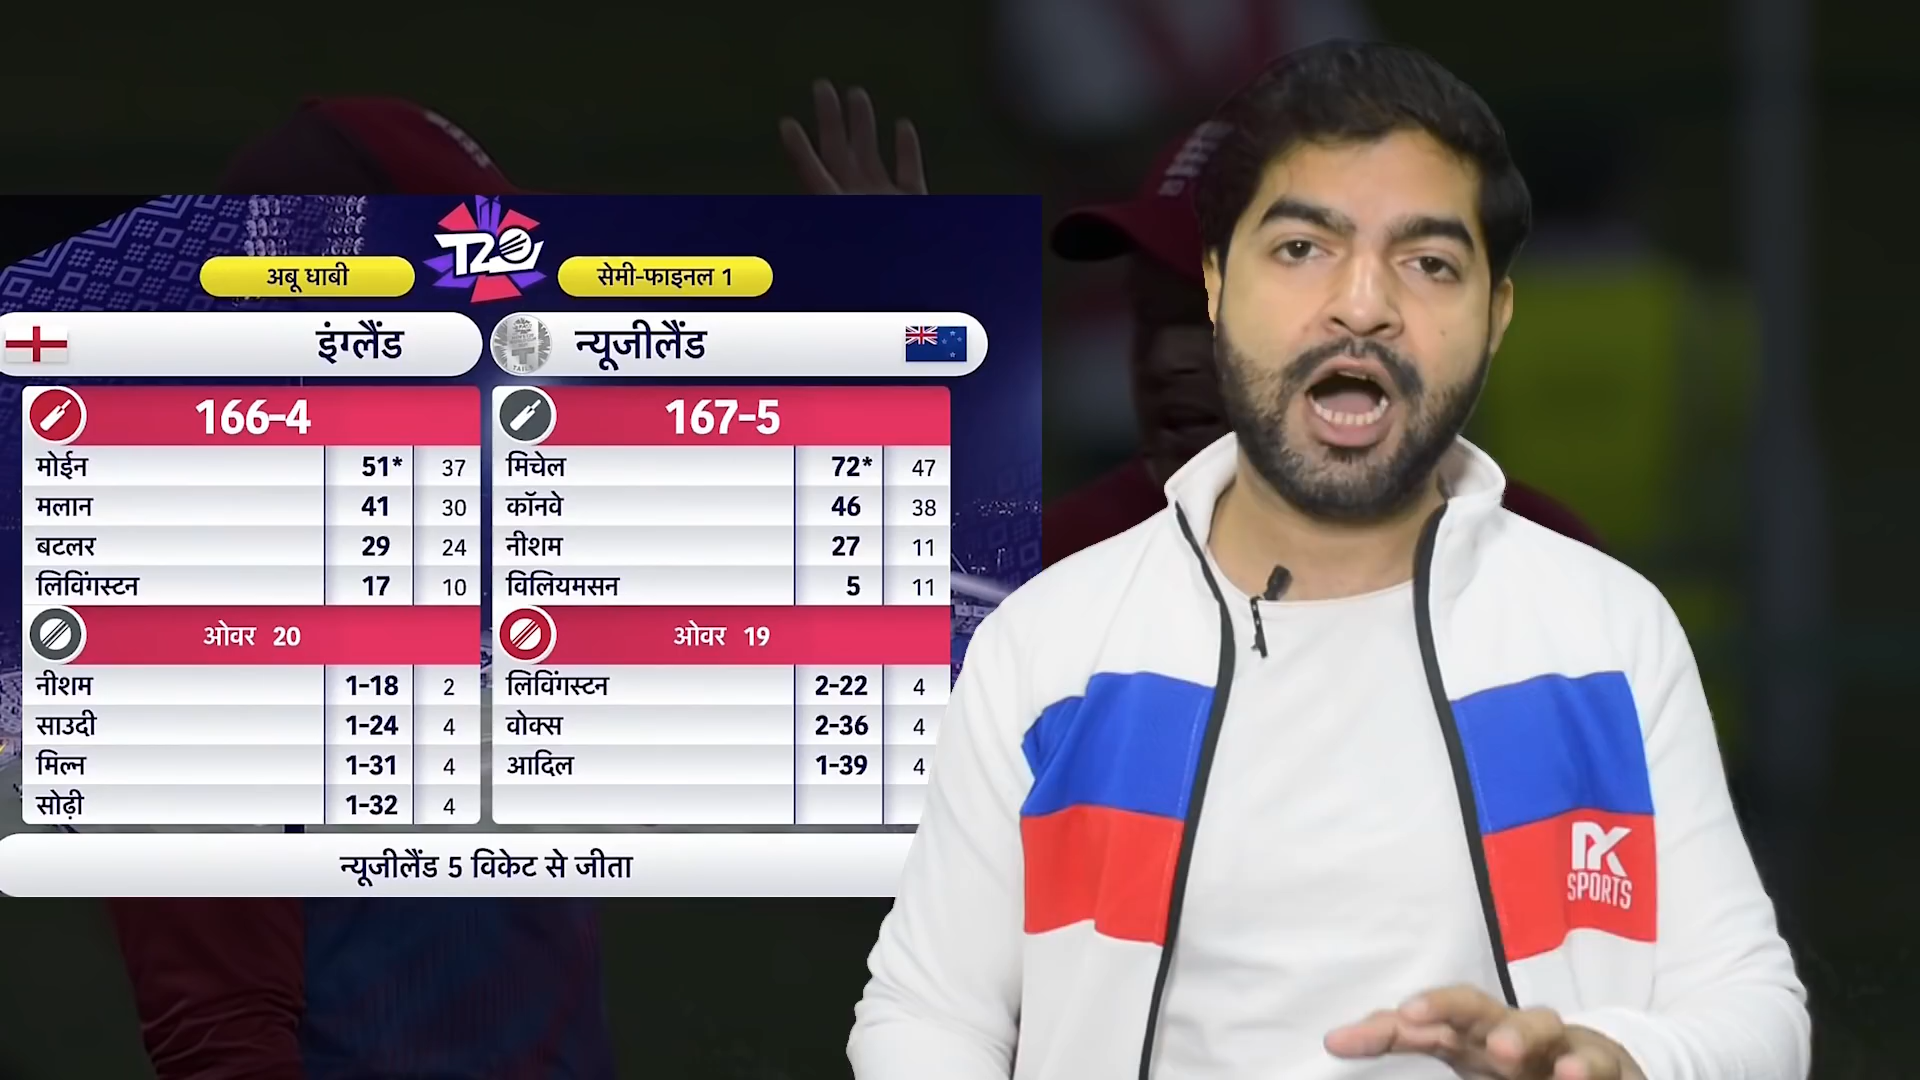 T20
अबू धाबी
सेमी-फाइनल 1
इंग्लैंड
न्यूजीलैंड
166-4
मोईन 51* 37
मलान 41 30
बटलर 29 24
लिविंगस्टन 17 10
ओवर 20
नीशम 1-18 2
साउदी 1-24 4
मिल्न 1-31 4
सोढ़ी 1-32 4
167-5
मिचेल 72* 47
कॉनवे 46 38
नीशम 27 11
विलियमसन 5 11
ओवर 19
लिविंगस्टन 2-22 4
वोक्स 2-36 4
आदिल 1-39 4
न्यूजीलैंड 5 विकेट से जीता
SPORTS